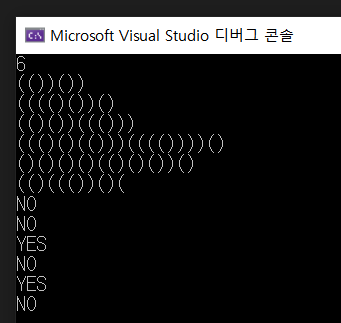 Microsoft Visual Studio 디버그 콘솔
6
(())())
(((()())()
(()())((()))
((()()(()))(((())))()
()()()()(()()())()
(()((())()(
NO
NO
YES
NO
YES
NO